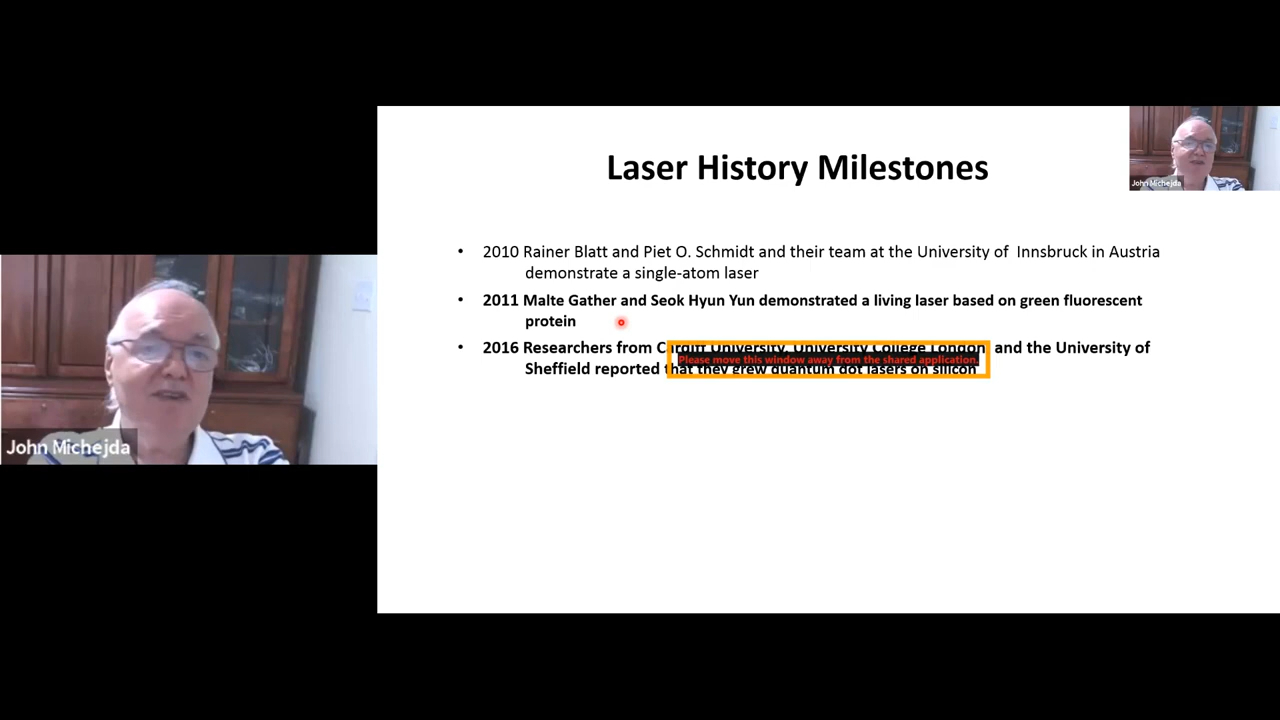 Laser History Milestones
John Michejda
• 2010 Rainer Blatt and Piet O. Schmidt and their team at the University of Innsbruck in Austria
demonstrate a single-atom laser
• 2011 Malte Gather and Seok Hyun Yun demonstrated a living laser based on green fluorescent
protein
• 2016 Researchers from Cardiff University, University College London and the University of
Please move this window away from the shared application.
Sheffield reported that they grew quantum dot lasers on silicon
John Michejda